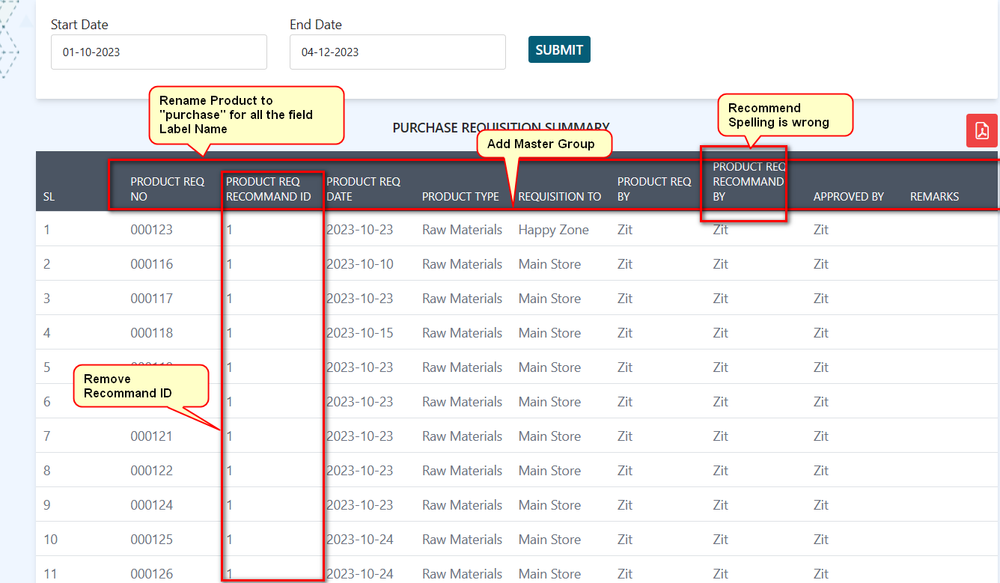 Start Date End Date
01-10-2023 04-12-2023 SUBMIT
Rename Product to
"purchase" for all the field
Label Name
PURCHASE REQUISITION SUMMARY
Add Master Group
Recommend
Spelling is wrong
SL
PRODUCT REQ
NO
PRODUCT REQ
RECOMMAND ID
PRODUCT REQ
DATE
PRODUCT TYPE
REQUISITION TO
PRODUCT REQ
BY
PRODUCT REQ
RECOMMAND
BY
APPROVED BY
REMARKS
1 000123 1 2023-10-23 Raw Materials Happy Zone Zit Zit Zit
2 000116 1 2023-10-10 Raw Materials Main Store Zit Zit Zit
3 000117 1 2023-10-23 Raw Materials Main Store Zit Zit Zit
4 000118 1 2023-10-15 Raw Materials Main Store Zit Zit Zit
5 1 2023-10-23 Raw Materials Main Store Zit Zit Zit
Remove
Recommand ID
6 1 2023-10-23 Raw Materials Main Store Zit Zit Zit
7 000121 1 2023-10-23 Raw Materials Main Store Zit Zit Zit
8 000122 1 2023-10-23 Raw Materials Main Store Zit Zit Zit
9 000124 1 2023-10-23 Raw Materials Main Store Zit Zit Zit
10 000125 1 2023-10-24 Raw Materials Main Store Zit Zit Zit
11 000126 1 2023-10-24 Raw Materials Main Store Zit Zit Zit